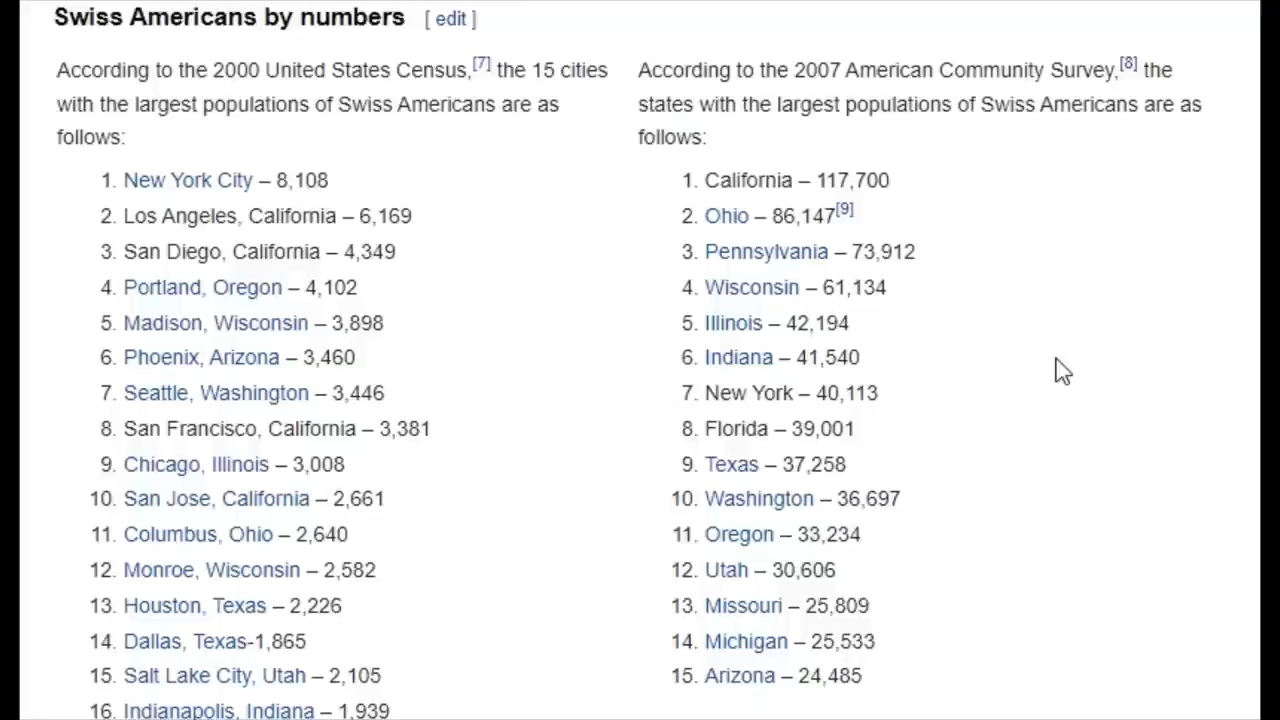 Swiss Americans by numbers [ edit ]
According to the 2000 United States Census,[7] the 15 cities
with the largest populations of Swiss Americans are as
follows:
1. New York City – 8,108
2. Los Angeles, California – 6,169
3. San Diego, California – 4,349
4. Portland, Oregon – 4,102
5. Madison, Wisconsin – 3,898
6. Phoenix, Arizona – 3,460
7. Seattle, Washington – 3,446
8. San Francisco, California – 3,381
9. Chicago, Illinois – 3,008
10. San Jose, California – 2,661
11. Columbus, Ohio – 2,640
12. Monroe, Wisconsin – 2,582
13. Houston, Texas – 2,226
14. Dallas, Texas-1,865
15. Salt Lake City, Utah – 2,105
16. Indianapolis, Indiana – 1,939
According to the 2007 American Community Survey,[8] the
states with the largest populations of Swiss Americans are as
follows:
1. California – 117,700
2. Ohio – 86,147[9]
3. Pennsylvania – 73,912
4. Wisconsin – 61,134
5. Illinois – 42,194
6. Indiana – 41,540
7. New York – 40,113
8. Florida – 39,001
9. Texas – 37,258
10. Washington – 36,697
11. Oregon – 33,234
12. Utah – 30,606
13. Missouri – 25,809
14. Michigan – 25,533
15. Arizona – 24,485